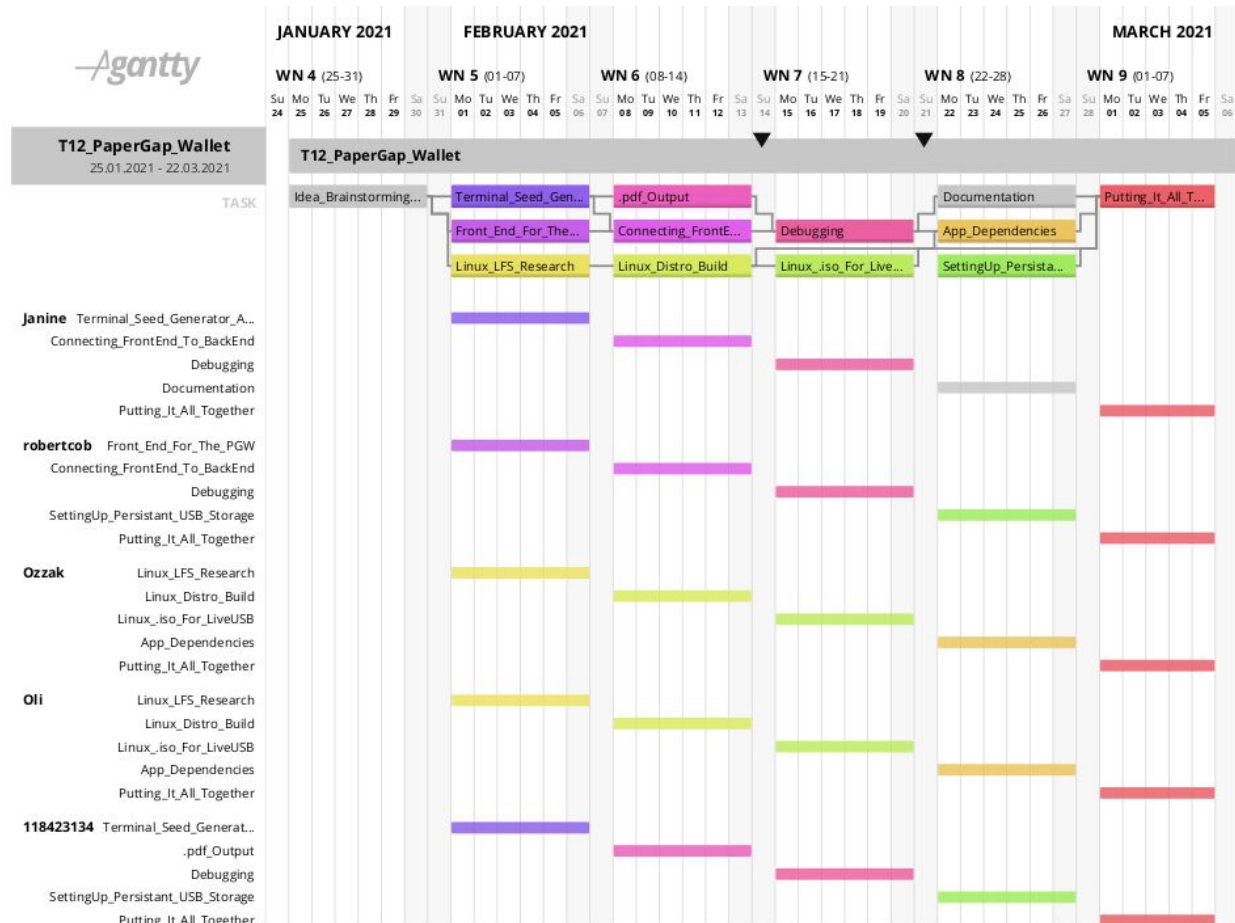 Agantty
JANUARY 2021 FEBRUARY 2021 MARCH 2021
WN 4 (25-31) WN 5 (01-07) WN 6 (08-14) WN 7 (15-21) WN 8 (22-28) WN 9 (01-07)
Su Mo Tu We Th Fr Sa Su Mo Tu We Th Fr Sa Su Mo Tu We Th Fr Sa Su Mo Tu We Th Fr Sa Su Mo Tu We Th Fr Sa Su Mo Tu We Th Fr Sa
24 25 26 27 28 29 30 31 01 02 03 04 05 06 07 08 09 10 11 12 13 14 15 16 17 18 19 20 21 22 23 24 25 26 27 28 01 02 03 04 05 06
T12_PaperGap_Wallet
25.01.2021 - 22.03.2021
T12_PaperGap_Wallet
TASK
Idea_Brainstorming... Terminal_Seed_Gen... .pdf_Output Documentation Putting_It_All_T...
Front_End_For_The... Connecting_FrontE... Debugging App_Dependencies
Linux_LFS_Research Linux_Distro_Build Linux_.iso_For_Live... SettingUp_Persista...
Janine Terminal_Seed_Generator_A...
Connecting_FrontEnd_To_BackEnd
Debugging
Documentation
Putting_It_All_Together
robertcob Front_End_For_The_PGW
Connecting_FrontEnd_To_BackEnd
Debugging
SettingUp_Persistant_USB_Storage
Putting_It_All_Together
Ozzak Linux_LFS_Research
Linux_Distro_Build
Linux_.iso_For_LiveUSB
App_Dependencies
Putting_It_All_Together
Oli Linux_LFS_Research
Linux_Distro_Build
Linux_.iso_For_LiveUSB
App_Dependencies
Putting_It_All_Together
118423134 Terminal_Seed_Generat...
.pdf_Output
Debugging
SettingUp_Persistant_USB_Storage
Putting_It_All_Together